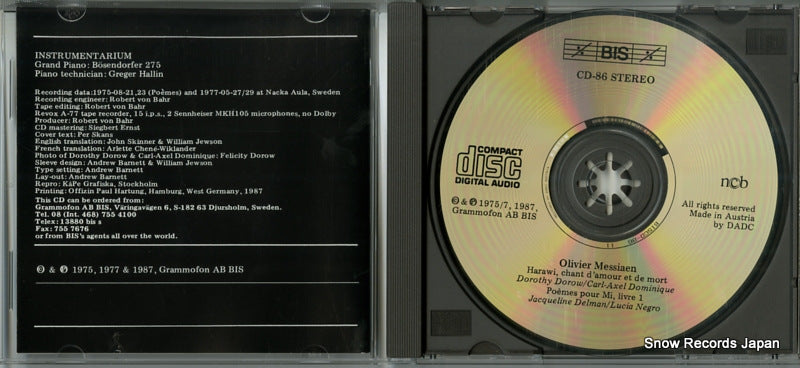 INSTRUMENTARIUM
Grand Piano: Bösendorfer 275
Piano technician: Greger Hallin
Recording data: 1975-08-21,23 (Poèmes) and 1977-05-27/29 at Nacka Aula, Sweden
Recording engineer: Robert von Bahr
Tape editing: Robert von Bahr
Revox A-77 tape recorder, 15 i.p.s., 2 Sennheiser MKH105 microphones, no Dolby
Producer: Robert von Bahr
CD mastering: Siegbert Ernst
Cover text: Per Skans
English translation: John Skinner & William Jewson
French translation: Arlette Chené-Wiklander
Photo of Dorothy Dorow & Carl-Axel Dominique: Felicity Dorow
Sleeve design: Andrew Barnett & William Jewson
Type setting: Andrew Barnett
Lay-out: Andrew Barnett
Repro: KåPe Grafiska, Stockholm
Printing: Offizin Paul Hartung, Hamburg, West Germany, 1987
This CD can be ordered from:
Grammofon AB BIS, Väringavägen 6, S-182 63 Djursholm, Sweden.
Tel. 08 (Int. 468) 755 4100
Telex: 13880 bis s
Fax: 755 7676
or from BIS's agents all over the world.
© & ℗ 1975, 1977 & 1987, Grammofon AB BIS
BIS
CD-86 STEREO
COMPACT
disc
DIGITAL AUDIO
ncb
© & ℗ 1975/7, 1987,
Grammofon AB BIS
All rights reserved
Made in Austria
by DADC
Olivier Messiaen
Harawi, chant d'amour et de mort
Dorothy Dorow/Carl-Axel Dominique
Poèmes pour Mi, livre 1
Jacqueline Delman/Lucia Negro
Snow Records Japan